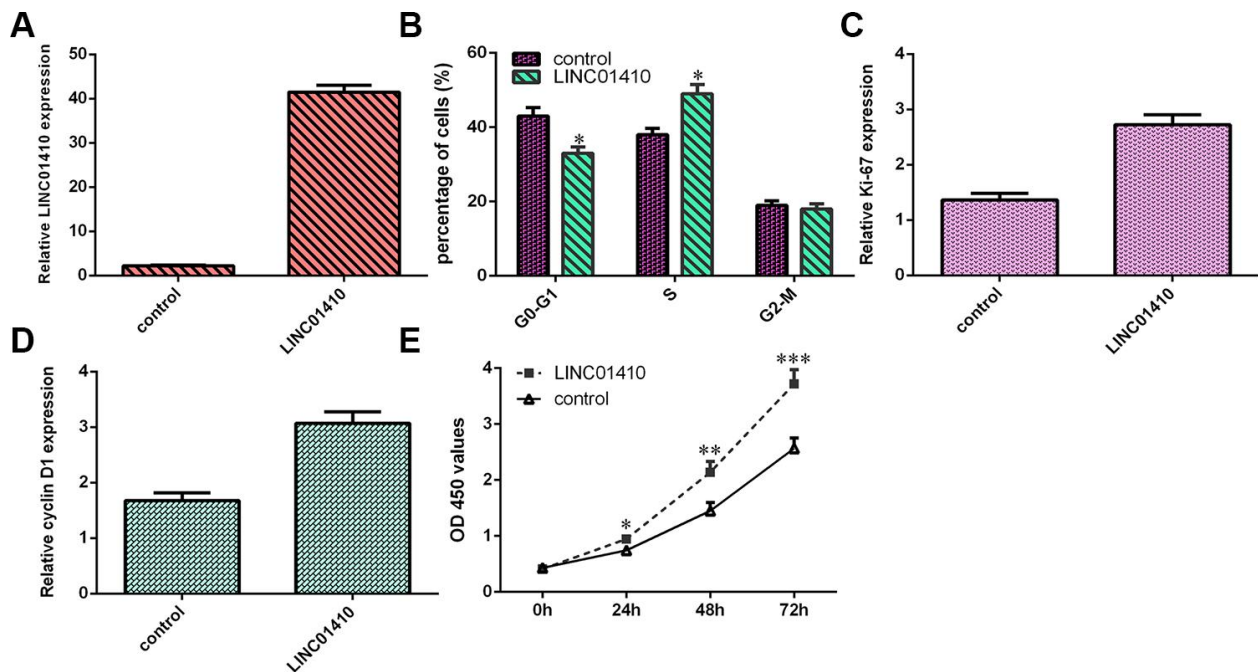 A
Relative LINC01410 expression
50
40
30
20
10
0
control
LINC01410
B
percentage of cells (%)
60
40
20
0
control
LINC01410
*
*
G0-G1
S
G2-M
C
Relative Ki-67 expression
4
3
2
1
0
control
LINC01410
D
Relative cyclin D1 expression
4
3
2
1
0
control
LINC01410
E
OD 450 values
4
3
2
1
0
LINC01410
control
*
**
***
0h
24h
48h
72h